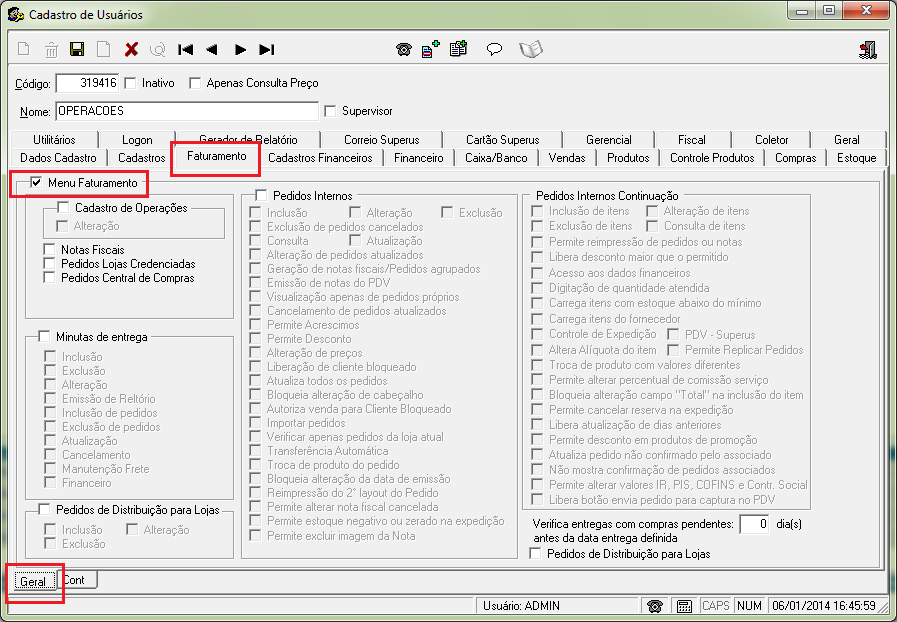 Cadastro de Usuários
Código: 319416 Inativo Apenas Consulta Preço
Nome: OPERACOES Supervisor
Utilitários Logon Gerador de Relatório Correio Superus Cartão Superus Gerencial Fiscal Coletor Geral
Dados Cadastro Cadastros Faturamento Cadastros Financeiros Financeiro Caixa/Banco Vendas Produtos Controle Produtos Compras Estoque
Menu Faturamento
Cadastro de Operações
Alteração
Notas Fiscais
Pedidos Lojas Credenciadas
Pedidos Central de Compras
Minutas de entrega
Inclusão
Exclusão
Alteração
Emissão de Reltório
Inclusão de pedidos
Exclusão de pedidos
Atualização
Cancelamento
Manutenção Frete
Financeiro
Pedidos de Distribuição para Lojas
Inclusão Alteração
Exclusão
Pedidos Internos
Inclusão Alteração Exclusão
Exclusão de pedidos cancelados
Consulta Atualização
Alteração de pedidos atualizados
Geração de notas fiscais/Pedidos agrupados
Emissão de notas do PDV
Visualização apenas de pedidos próprios
Cancelamento de pedidos atualizados
Permite Acrescimos
Permite Desconto
Alteração de preços
Liberação de cliente bloqueado
Atualiza todos os pedidos
Bloqueia alteração de cabeçalho
Autoriza venda para Cliente Bloqueado
Importar pedidos
Verificar apenas pedidos da loja atual
Transferência Automática
Troca de produto do pedido
Bloqueia alteração da data de emissão
Reimpressão do 2° layout do Pedido
Permite alterar nota fiscal cancelada
Permite estoque negativo ou zerado na expedição
Permite excluir imagem da Nota
Pedidos Internos Continuação
Inclusão de itens Alteração de itens
Exclusão de itens Consulta de itens
Permite reimpressão de pedidos ou notas
Libera desconto maior que o permitido
Acesso aos dados financeiros
Digitação de quantidade atendida
Carrega itens com estoque abaixo do mínimo
Carrega itens do fornecedor
Controle de Expedição PDV - Superus
Altera Alíquota do item Permite Replicar Pedidos
Troca de produto com valores diferentes
Permite alterar percentual de comissão serviço
Bloqueia alteração campo "Total" na inclusão do item
Permite cancelar reserva na expedição
Libera atualização de dias anteriores
Permite desconto em produtos de promoção
Atualiza pedido não confirmado pelo associado
Não mostra confirmação de pedidos associados
Permite alterar valores IR, PIS, COFINS e Contr. Social
Libera botão envia pedido para captura no PDV
Verifica entregas com compras pendentes: 0 dia(s)
antes da data entrega definida
Pedidos de Distribuição para Lojas
Geral Cont
Usuário: ADMIN CAPS NUM 06/01/2014 16:45:59